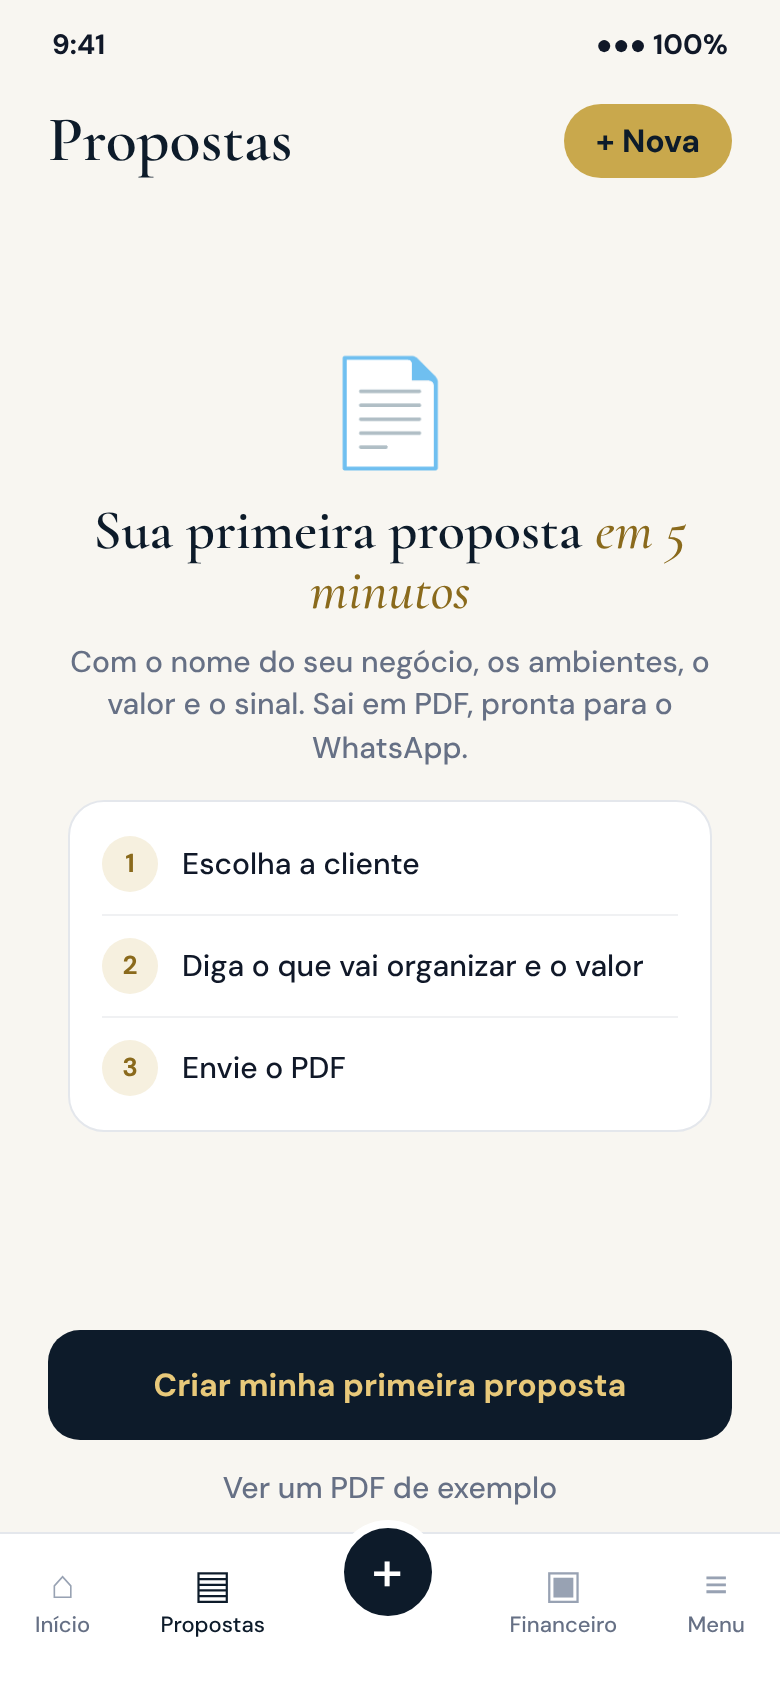 9:41
●●● 100%
Propostas
+ Nova
Sua primeira proposta em 5
minutos
Com o nome do seu negócio, os ambientes, o
valor e o sinal. Sai em PDF, pronta para o
WhatsApp.
1 Escolha a cliente
2 Diga o que vai organizar e o valor
3 Envie o PDF
Criar minha primeira proposta
Ver um PDF de exemplo
+
Início
Propostas
Financeiro
Menu